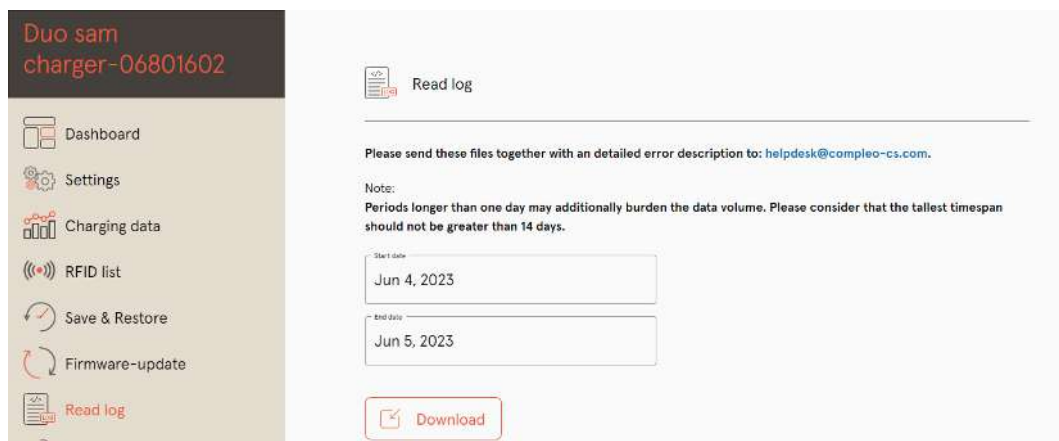 Duo sam
charger-06801602
Dashboard
Settings
Charging data
RFID list
Save & Restore
Firmware-update
Read log
Read log
Please send these files together with an detailed error description to: helpdesk@compleo-cs.com.
Note:
Periods longer than one day may additionally burden the data volume. Please consider that the tallest timespan
should not be greater than 14 days.
Start date
Jun 4, 2023
End date
Jun 5, 2023
Download